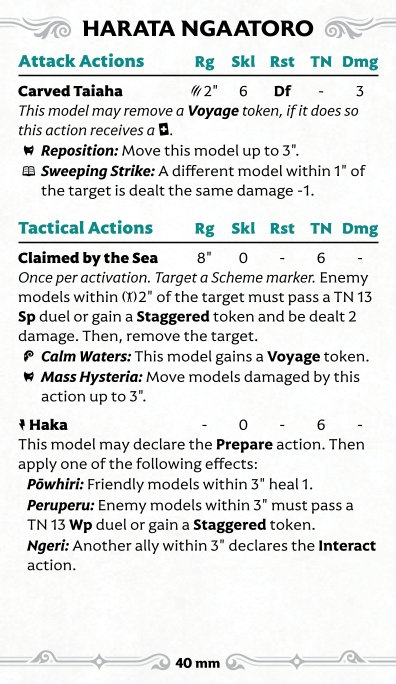 HARATA NGAATORO
Attack Actions Rg Skl Rst TN Dmg
Carved Taiaha 2" 6 Df - 3
This model may remove a Voyage token, if it does so
this action receives a .
Reposition: Move this model up to 3".
Sweeping Strike: A different model within 1" of
the target is dealt the same damage -1.
Tactical Actions Rg Skl Rst TN Dmg
Claimed by the Sea 8" 0 - 6 -
Once per activation. Target a Scheme marker. Enemy
models within 2" of the target must pass a TN 13
Sp duel or gain a Staggered token and be dealt 2
damage. Then, remove the target.
Calm Waters: This model gains a Voyage token.
Mass Hysteria: Move models damaged by this
action up to 3".
Haka - 0 - 6 -
This model may declare the Prepare action. Then
apply one of the following effects:
Pōwhiri: Friendly models within 3" heal 1.
Peruperu: Enemy models within 3" must pass a
TN 13 Wp duel or gain a Staggered token.
Ngeri: Another ally within 3" declares the Interact
action.
40 mm